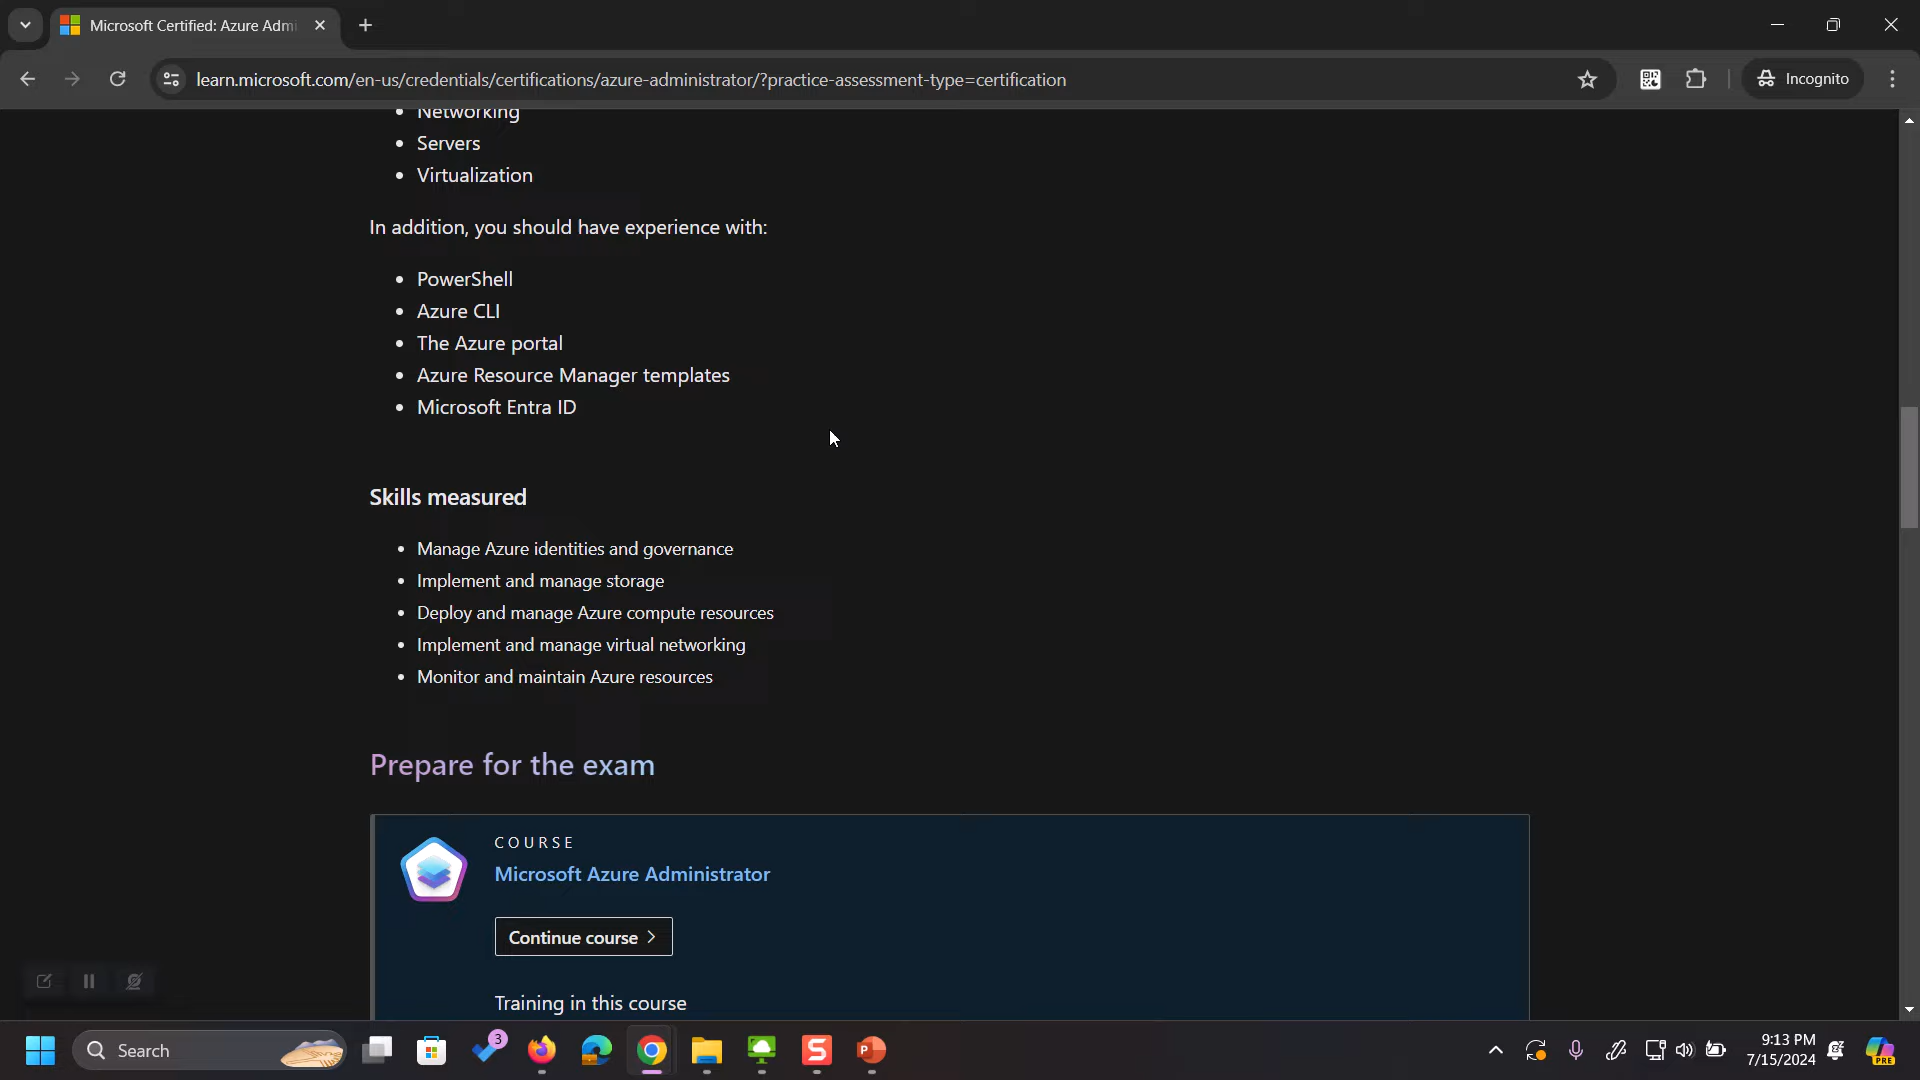 Microsoft Certified: Azure Admi
learn.microsoft.com/en-us/credentials/certifications/azure-administrator/?practice-assessment-type=certification
Incognito
Networking
Servers
Virtualization
In addition, you should have experience with:
PowerShell
Azure CLI
The Azure portal
Azure Resource Manager templates
Microsoft Entra ID
Skills measured
Manage Azure identities and governance
Implement and manage storage
Deploy and manage Azure compute resources
Implement and manage virtual networking
Monitor and maintain Azure resources
Prepare for the exam
COURSE
Microsoft Azure Administrator
Continue course
Training in this course
Search
3
S
P
9:13 PM
7/15/2024
PRE